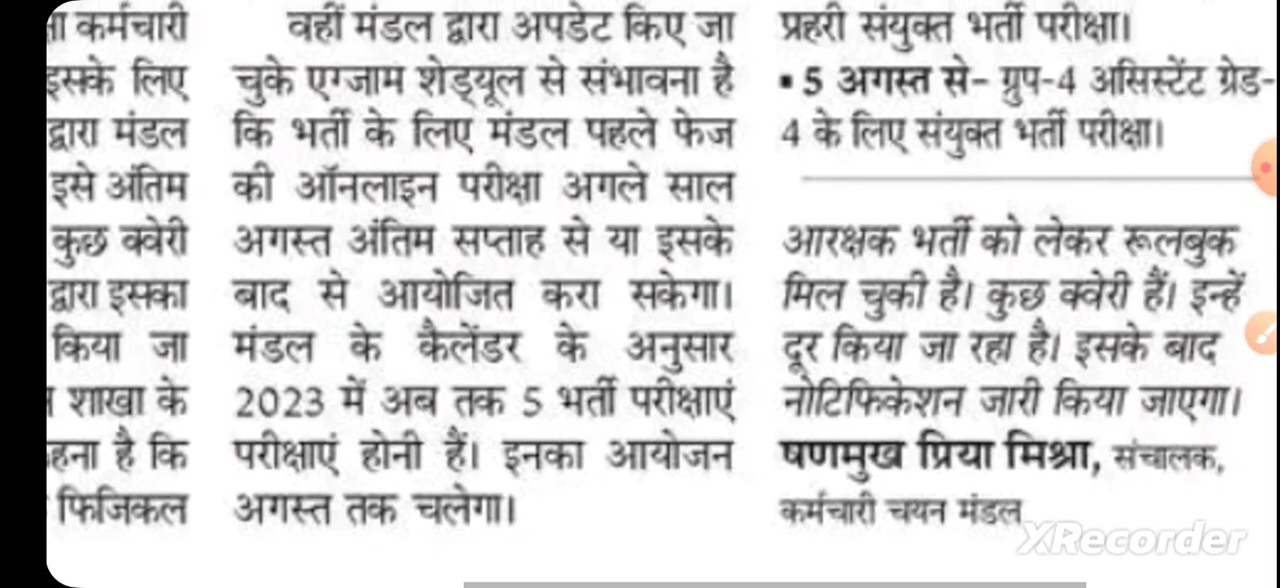 कर्मचारी
इसके लिए
द्वारा मंडल
इसे अंतिम
कुछ क्वेरी
द्वारा इसका
किया जा
शाखा के
है कि
फिजिकल
वहीं मंडल द्वारा अपडेट किए जा
चुके एग्जाम शेड्यूल से संभावना है
कि भर्ती के लिए मंडल पहले फेज
की ऑनलाइन परीक्षा अगले साल
अगस्त अंतिम सप्ताह से या इसके
बाद से आयोजित करा सकेगा।
मंडल के कैलेंडर के अनुसार
2023 में अब तक 5 भर्ती परीक्षाएं
परीक्षाएं होनी हैं। इनका आयोजन
अगस्त तक चलेगा।
प्रहरी संयुक्त भर्ती परीक्षा।
▪5 अगस्त से- ग्रुप-4 असिस्टेंट ग्रेड-
4 के लिए संयुक्त भर्ती परीक्षा।
आरक्षक भर्ती को लेकर रूलबुक
मिल चुकी है। कुछ क्वेरी हैं। इन्हें
दूर किया जा रहा है। इसके बाद
नोटिफिकेशन जारी किया जाएगा।
षणमुख प्रिया मिश्रा, संचालक,
कर्मचारी चयन मंडल
XRecorder